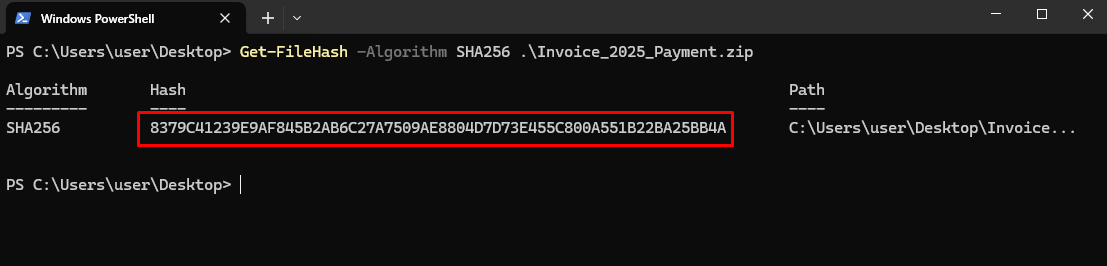 Windows PowerShell
PS C:\Users\user\Desktop> Get-FileHash -Algorithm SHA256 .\Invoice_2025_Payment.zip
Algorithm Hash Path
--------- ---- ----
SHA256 8379C41239E9AF845B2AB6C27A7509AE8804D7D73E455C800A551B22BA25BB4A C:\Users\user\Desktop\Invoice...
PS C:\Users\user\Desktop>